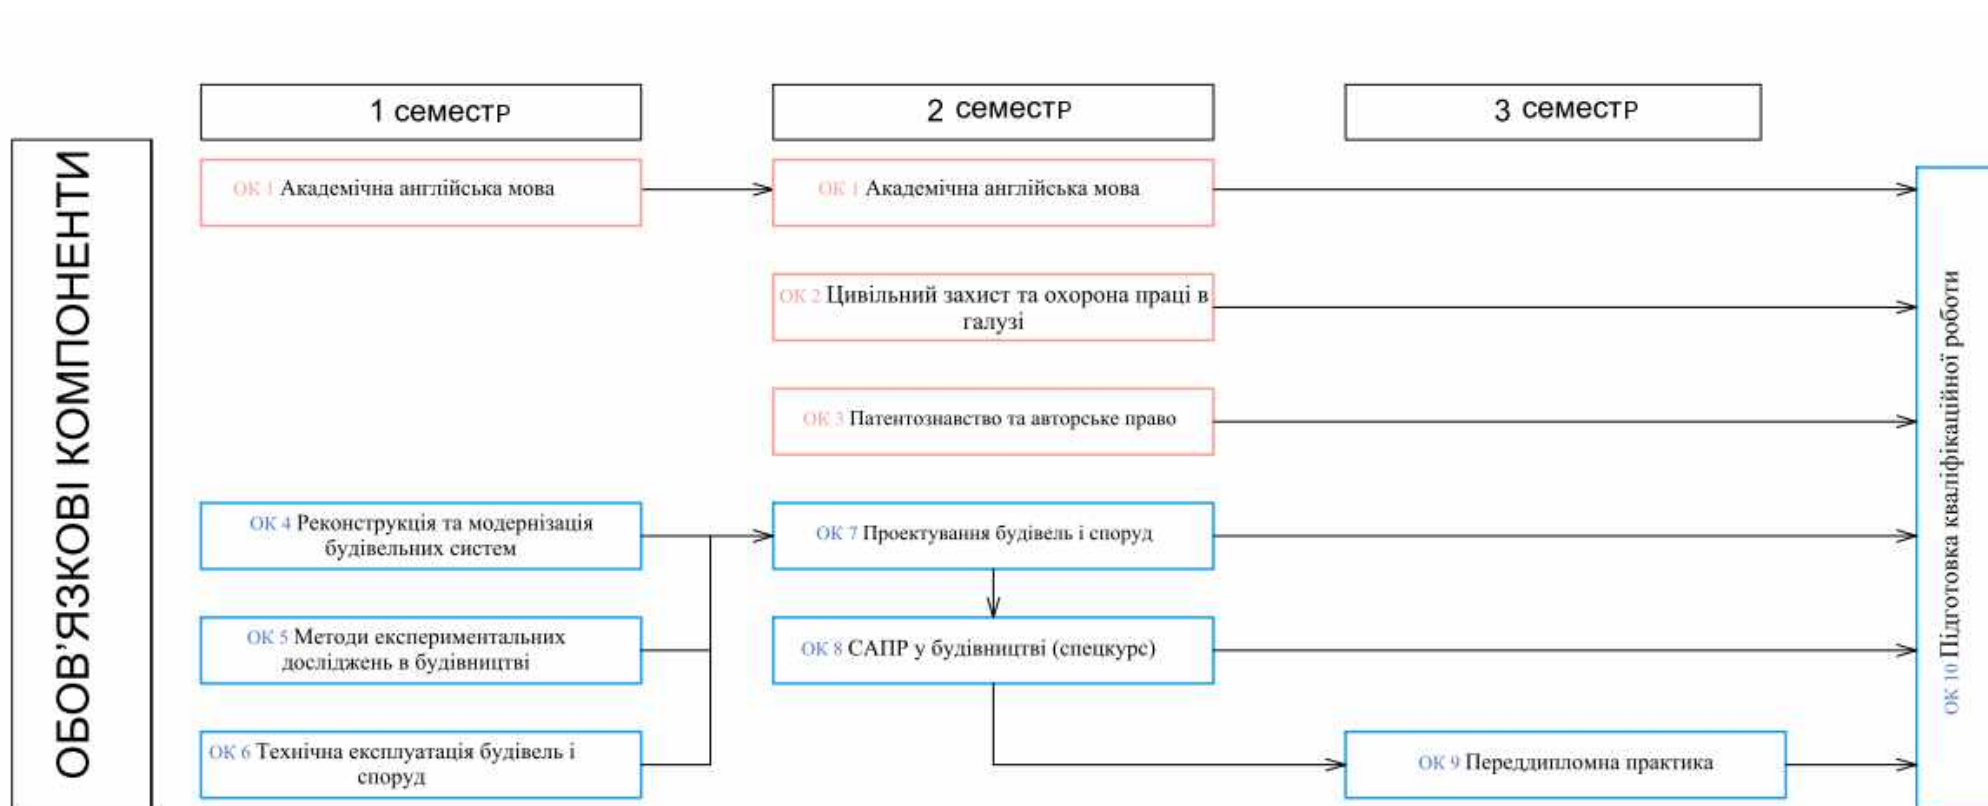 1 семестр
2 семестр
3 семестр
ОБОВ'ЯЗКОВІ КОМПОНЕНТИ
ОК 1 Академічна англійська мова
ОК 1 Академічна англійська мова
ОК 2 Цивільний захист та охорона праці в
галузі
ОК 3 Патентознавство та авторське право
ОК 4 Реконструкція та модернізація
будівельних систем
ОК 7 Проектування будівель і споруд
ОК 5 Методи експериментальних
досліджень в будівництві
ОК 8 САПР у будівництві (спецкурс)
ОК 6 Технічна експлуатація будівель і
споруд
ОК 9 Переддипломна практика
ОК 10 Підготовка кваліфікаційної роботи